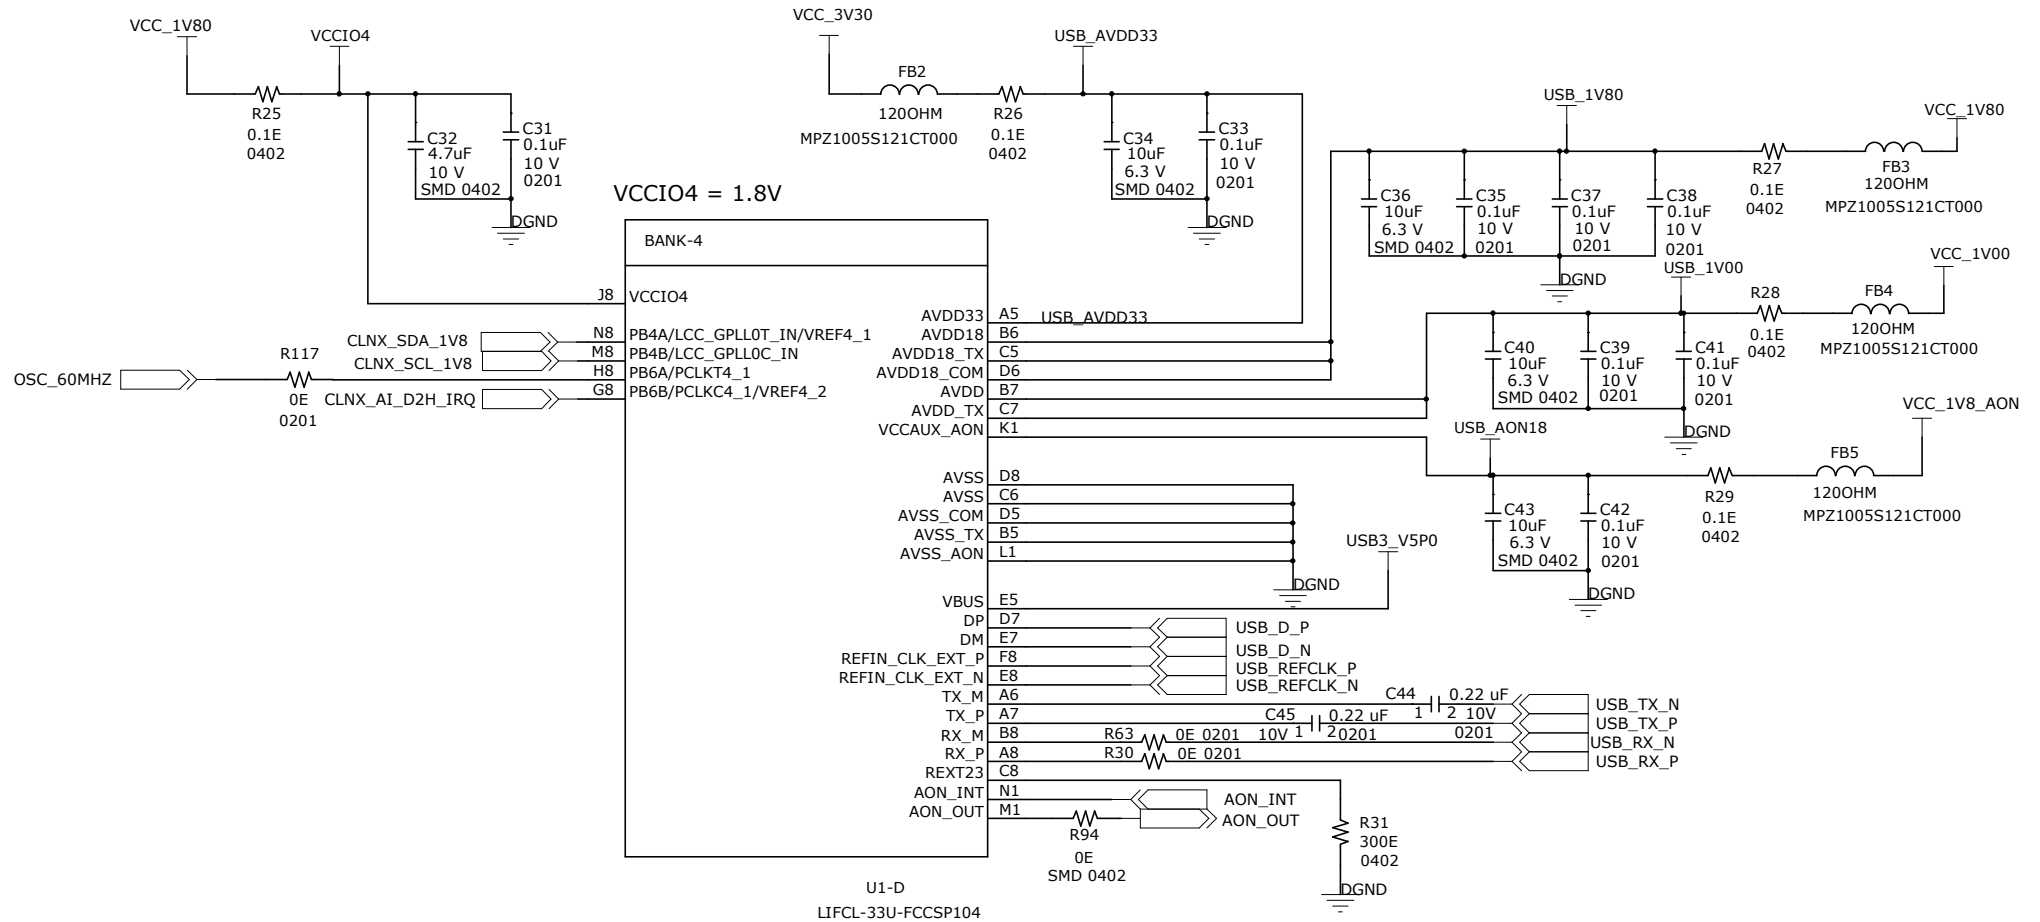 VCC_1V80
VCCIO4
R25
0.1E
0402
C32
4.7uF
10 V
SMD 0402
C31
0.1uF
10 V
0201
DGND
VCC_3V30
FB2
120OHM
MPZ1005S121CT000
R26
0.1E
0402
USB_AVDD33
C34
10uF
6.3 V
SMD 0402
C33
0.1uF
10 V
0201
DGND
USB_1V80
C36
10uF
6.3 V
SMD 0402
C35
0.1uF
10 V
0201
C37
0.1uF
10 V
0201
C38
0.1uF
10 V
0201
R27
0.1E
0402
VCC_1V80
FB3
120OHM
MPZ1005S121CT000
DGND
USB_1V00
C40
10uF
6.3 V
SMD 0402
C39
0.1uF
10 V
0201
C41
0.1uF
10 V
0201
R28
0.1E
0402
VCC_1V00
FB4
120OHM
MPZ1005S121CT000
DGND
USB_AON18
C43
10uF
6.3 V
SMD 0402
C42
0.1uF
10 V
0201
R29
0.1E
0402
VCC_1V8_AON
FB5
120OHM
MPZ1005S121CT000
DGND
VCCIO4 = 1.8V
BANK-4
J8 VCCIO4
CLNX_SDA_1V8 N8 PB4A/LCC_GPLL0T_IN/VREF4_1
CLNX_SCL_1V8 M8 PB4B/LCC_GPLL0C_IN
OSC_60MHZ R117 H8 PB6A/PCLKT4_1
0E
0201
CLNX_AI_D2H_IRQ G8 PB6B/PCLKC4_1/VREF4_2
AVDD33 A5 USB_AVDD33
AVDD18 B6
AVDD18_TX C5
AVDD18_COM D6
AVDD B7
AVDD_TX C7
VCCAUX_AON K1
AVSS D8
AVSS C6
AVSS_COM D5
AVSS_TX B5
AVSS_AON L1
DGND
USB3_V5P0
VBUS E5
DP D7 USB_D_P
DM E7 USB_D_N
REFIN_CLK_EXT_P F8 USB_REFCLK_P
REFIN_CLK_EXT_N E8 USB_REFCLK_N
TX_M A6 C44 1 2 0.22 uF 10V 0201 USB_TX_N
TX_P A7 C45 10V 1 2 0.22 uF 0201 USB_TX_P
RX_M B8 R63 0E 0201 USB_RX_N
RX_P A8 R30 0E 0201 USB_RX_P
REXT23 C8
AON_INT N1 AON_INT
AON_OUT M1 AON_OUT
R94
0E
SMD 0402
R31
300E
0402
DGND
U1-D
LIFCL-33U-FCCSP104